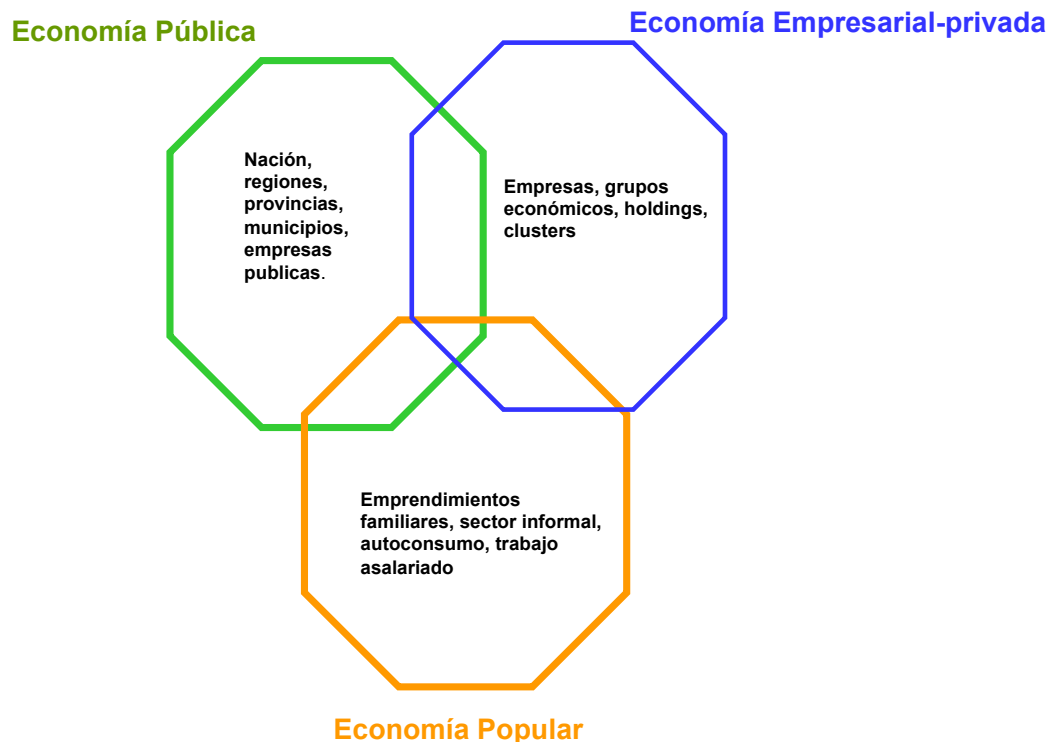 Economía Pública
Economía Empresarial-privada
Nación,
regiones,
provincias,
municipios,
empresas
publicas.
Empresas, grupos
económicos, holdings,
clusters
Emprendimientos
familiares, sector informal,
autoconsumo, trabajo
asalariado
Economía Popular